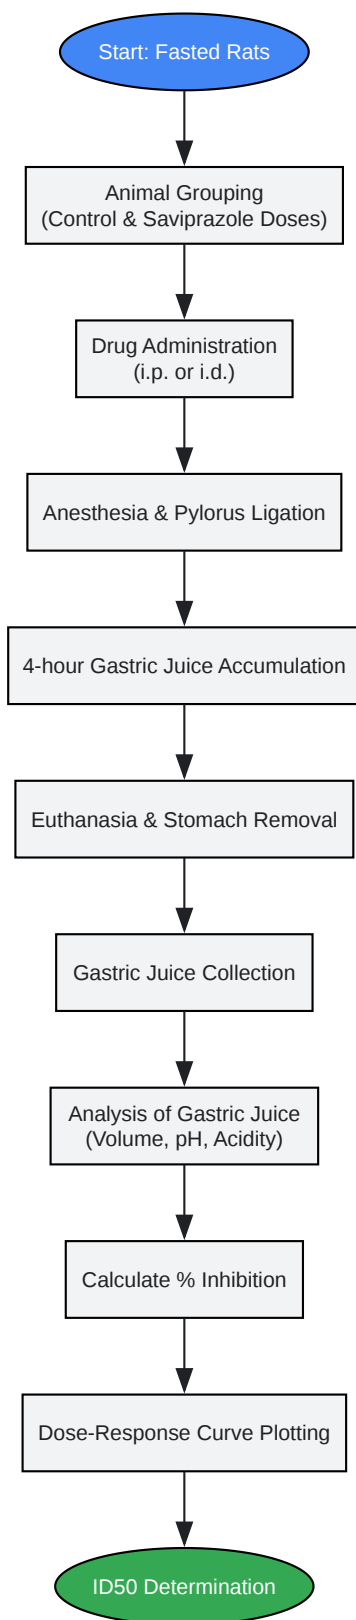 Start: Fasted Rats
Animal Grouping
(Control & Saviprazole Doses)
Drug Administration
(i.p. or i.d.)
Anesthesia & Pylorus Ligation
4-hour Gastric Juice Accumulation
Euthanasia & Stomach Removal
Gastric Juice Collection
Analysis of Gastric Juice
(Volume, pH, Acidity)
Calculate % Inhibition
Dose-Response Curve Plotting
ID50 Determination